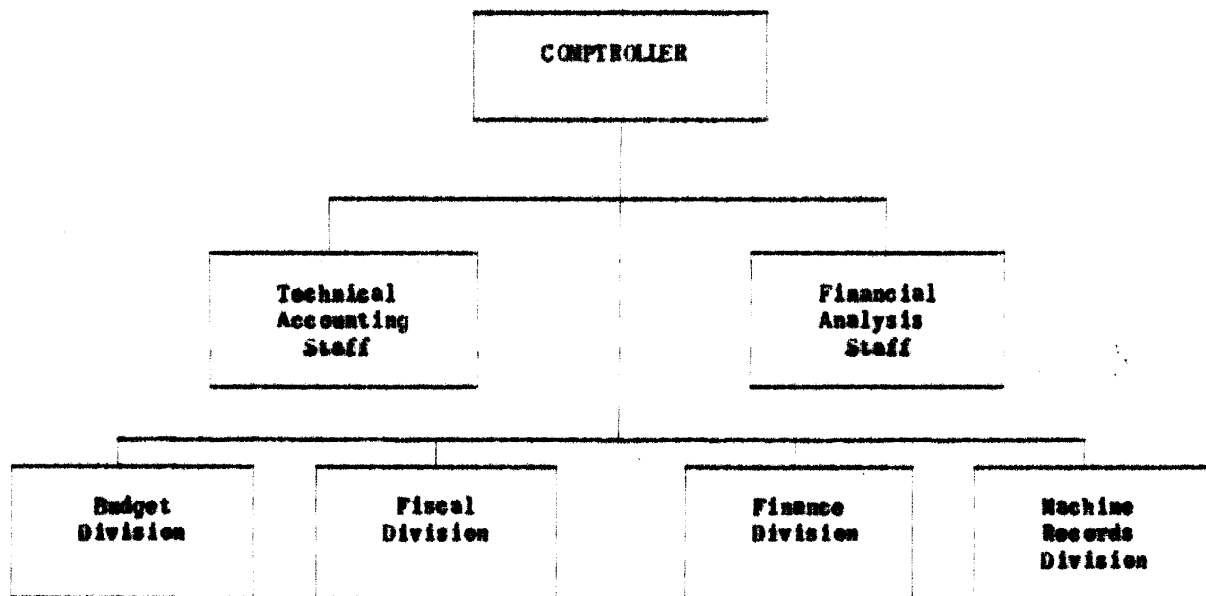 COMPTROLLER
Technical
Accounting
Staff
Financial
Analysis
Staff
Budget
Division
Fiscal
Division
Finance
Division
Machine
Records
Division